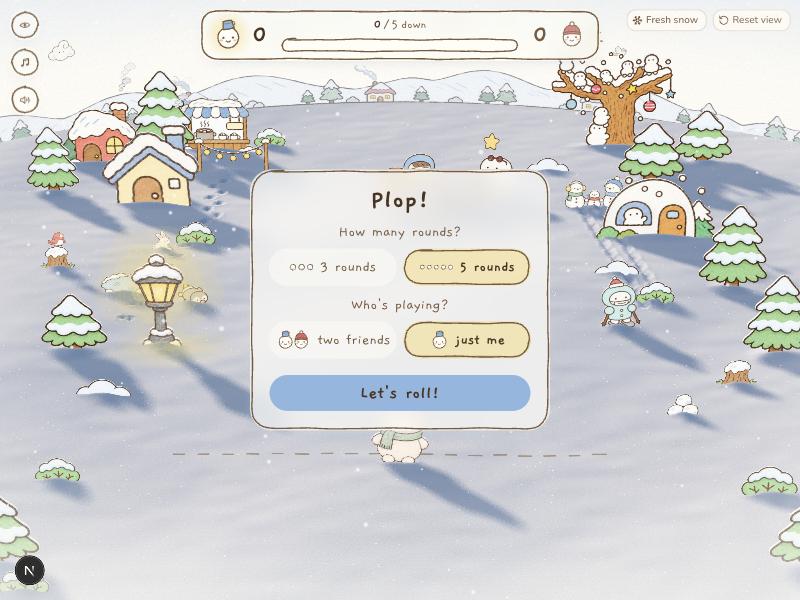 0
0/5 down
0
Fresh snow
Reset view
Plop!
How many rounds?
3 rounds
5 rounds
Who's playing?
two friends
just me
Let's roll!
N